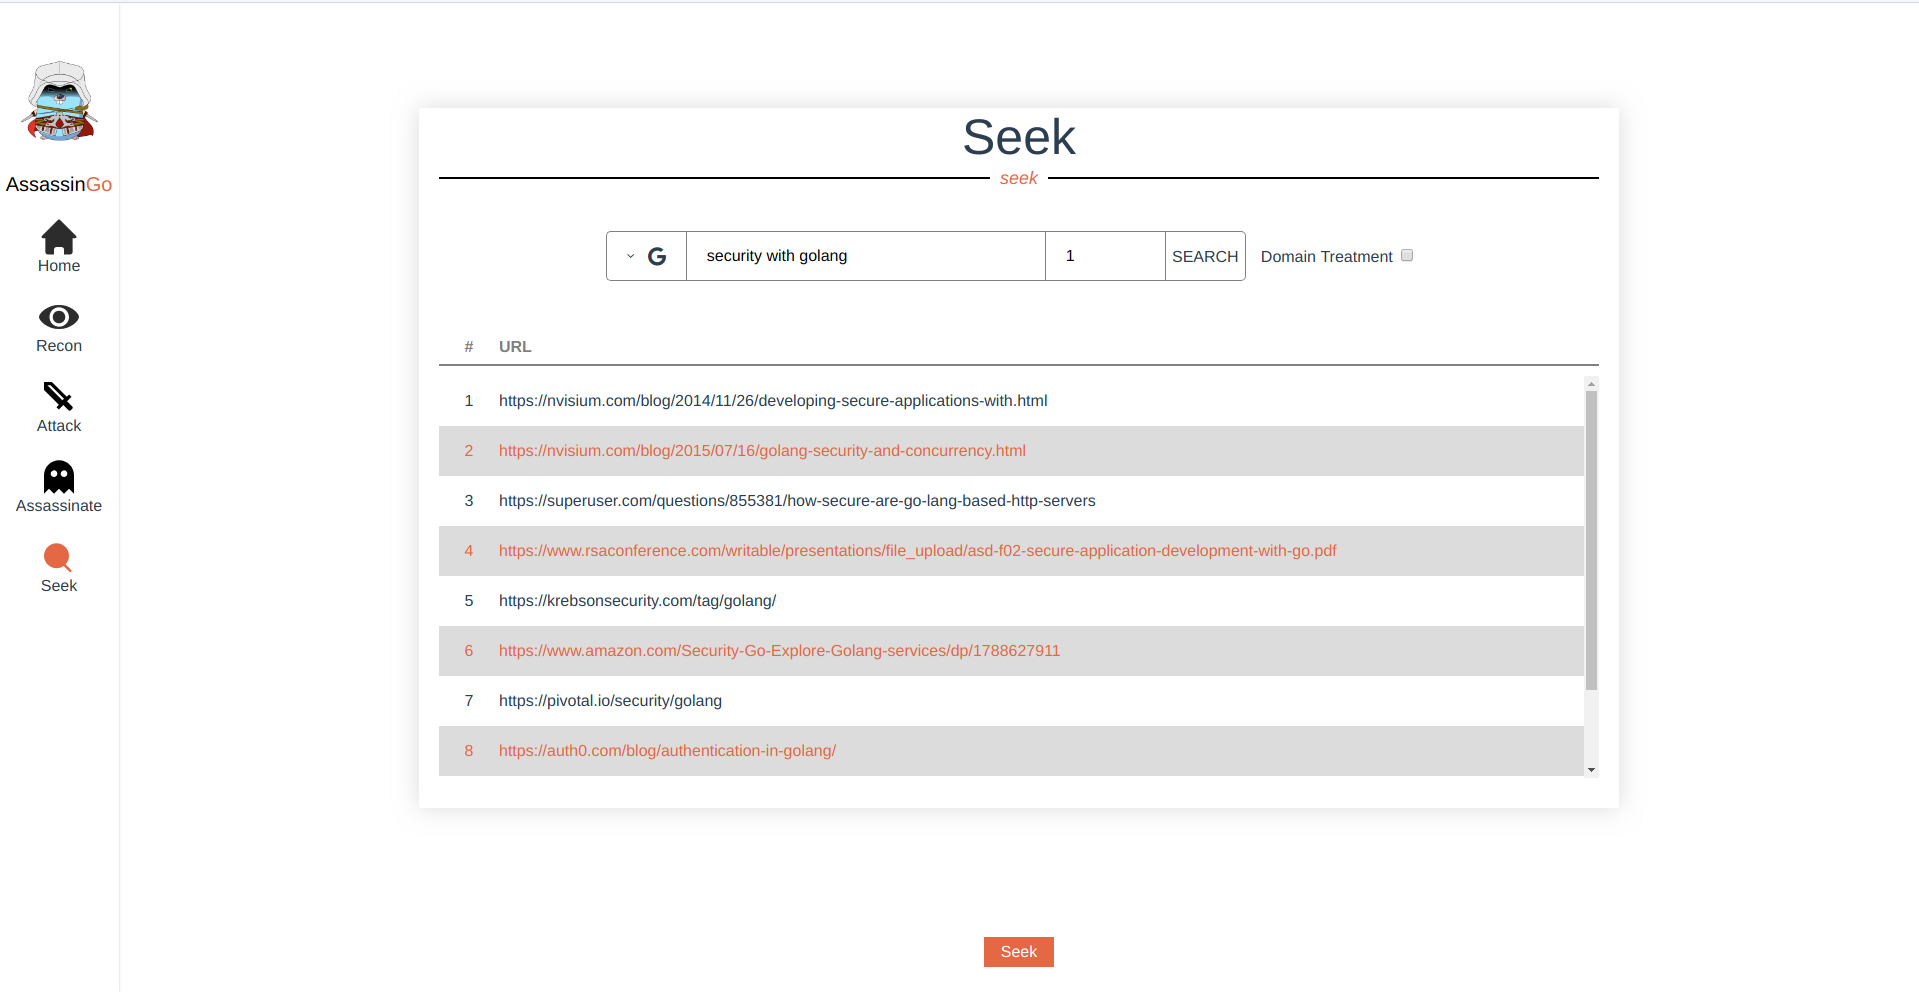 AssassinGo
Home
Recon
Attack
Assassinate
Seek
Seek
seek
G security with golang 1 SEARCH Domain Treatment
# URL
1 https://nvisium.com/blog/2014/11/26/developing-secure-applications-with.html
2 https://nvisium.com/blog/2015/07/16/golang-security-and-concurrency.html
3 https://superuser.com/questions/855381/how-secure-are-go-lang-based-http-servers
4 https://www.rsaconference.com/writable/presentations/file_upload/asd-f02-secure-application-development-with-go.pdf
5 https://krebsonsecurity.com/tag/golang/
6 https://www.amazon.com/Security-Go-Explore-Golang-services/dp/1788627911
7 https://pivotal.io/security/golang
8 https://auth0.com/blog/authentication-in-golang/
Seek